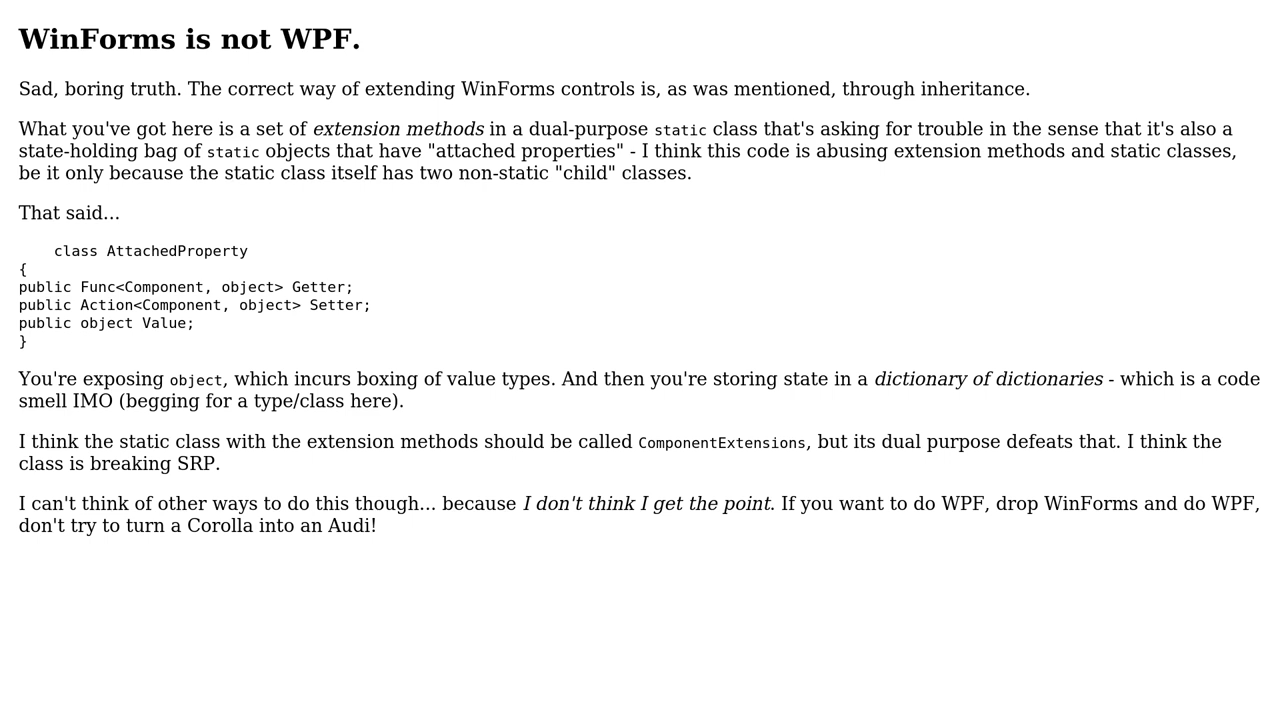 WinForms is not WPF.
Sad, boring truth. The correct way of extending WinForms controls is, as was mentioned, through inheritance.
What you've got here is a set of extension methods in a dual-purpose static class that's asking for trouble in the sense that it's also a
state-holding bag of static objects that have "attached properties" - I think this code is abusing extension methods and static classes,
be it only because the static class itself has two non-static "child" classes.
That said...
    class AttachedProperty
{
public Func<Component, object> Getter;
public Action<Component, object> Setter;
public object Value;
}
You're exposing object, which incurs boxing of value types. And then you're storing state in a dictionary of dictionaries - which is a code
smell IMO (begging for a type/class here).
I think the static class with the extension methods should be called ComponentExtensions, but its dual purpose defeats that. I think the
class is breaking SRP.
I can't think of other ways to do this though... because I don't think I get the point. If you want to do WPF, drop WinForms and do WPF,
don't try to turn a Corolla into an Audi!